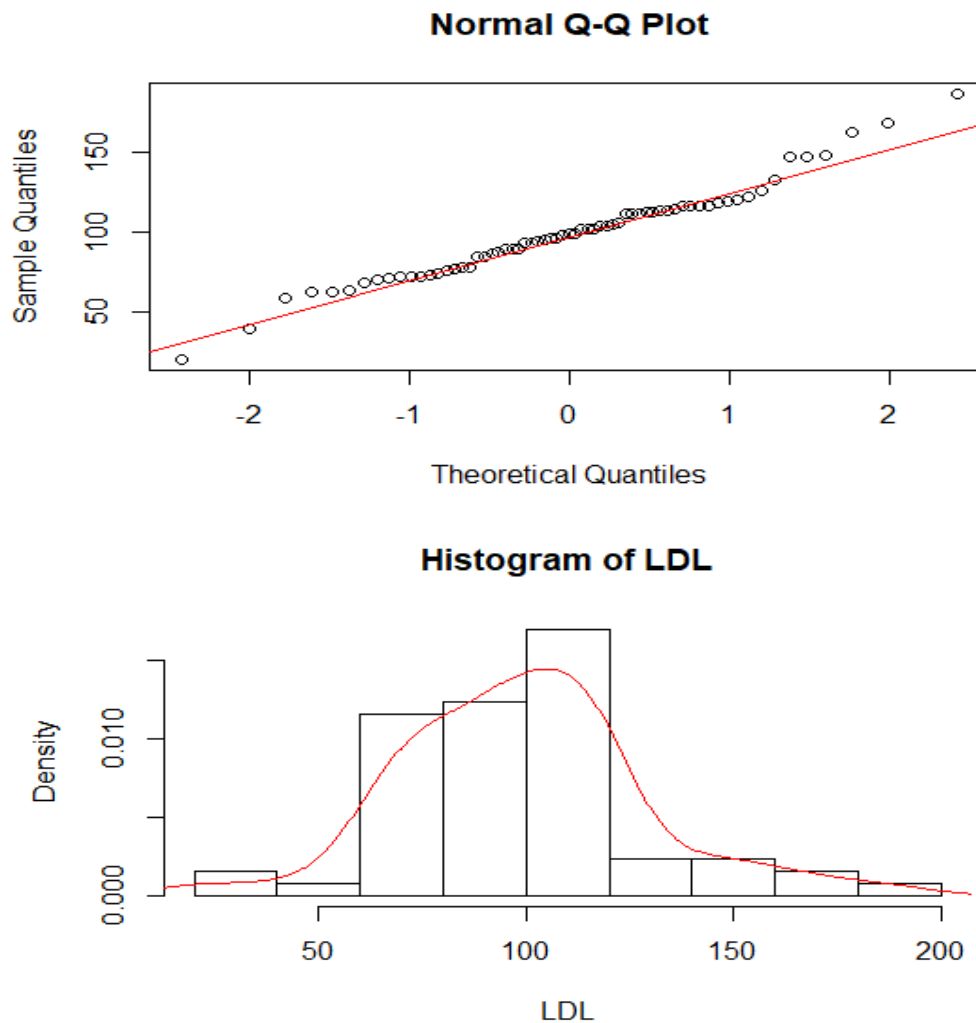 Normal Q-Q Plot
Sample Quantiles
150
100
50
-2 -1 0 1 2
Theoretical Quantiles
Histogram of LDL
Density
0.010
0.000
50 100 150 200
LDL